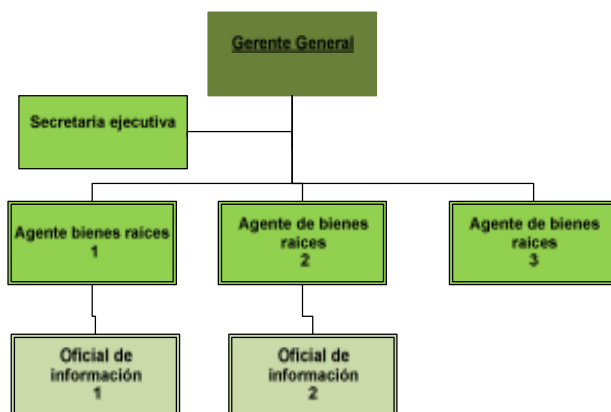 Gerente General
Secretaria ejecutiva
Agente bienes raices
1
Agente de bienes
raices
2
Agente de bienes
raices
3
Oficial de
información
1
Oficial de
información
2